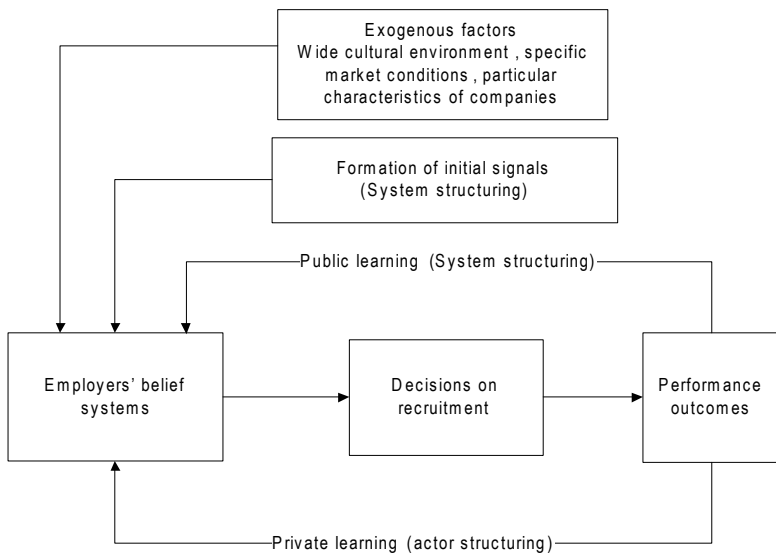 Exogenous factors
Wide cultural environment , specific
market conditions , particular
characteristics of companies
Formation of initial signals
(System structuring)
Public learning (System structuring)
Employers' belief
systems
Decisions on
recruitment
Performance
outcomes
Private learning (actor structuring)